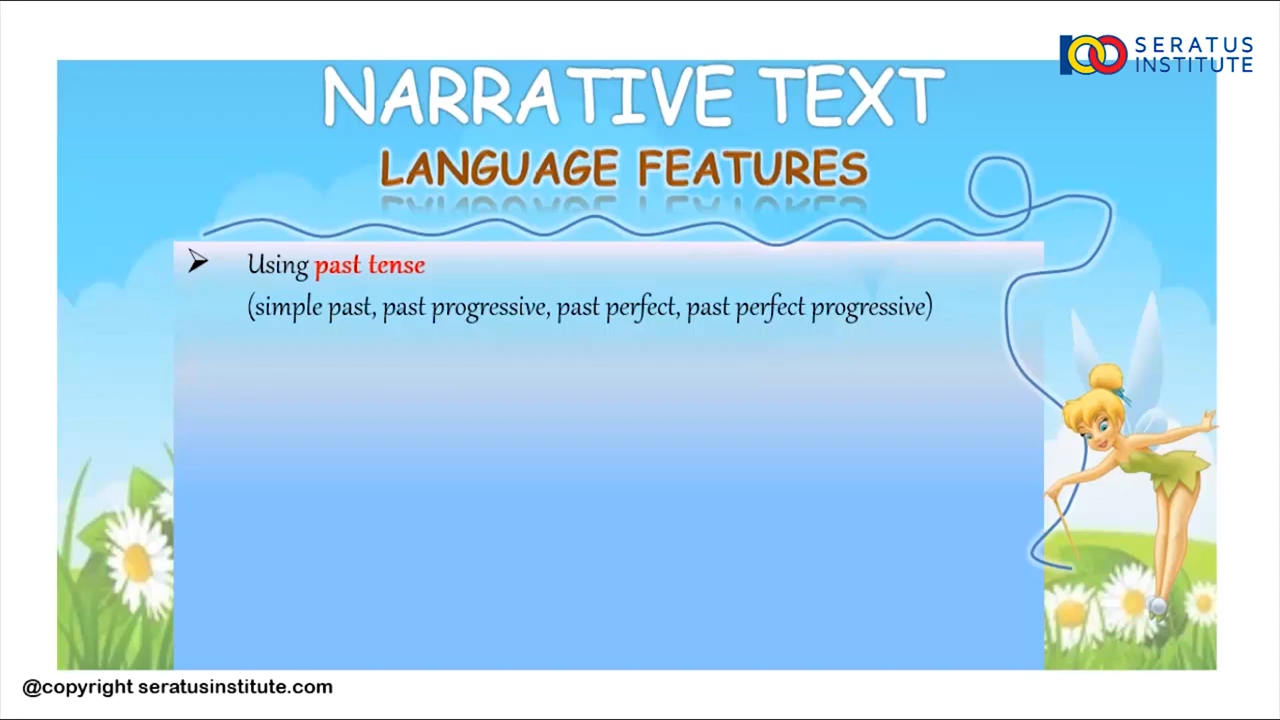 SERATUS
INSTITUTE
NARRATIVE TEXT
LANGUAGE FEATURES
Using past tense
(simple past, past progressive, past perfect, past perfect progressive)
@copyright seratusinstitute.com